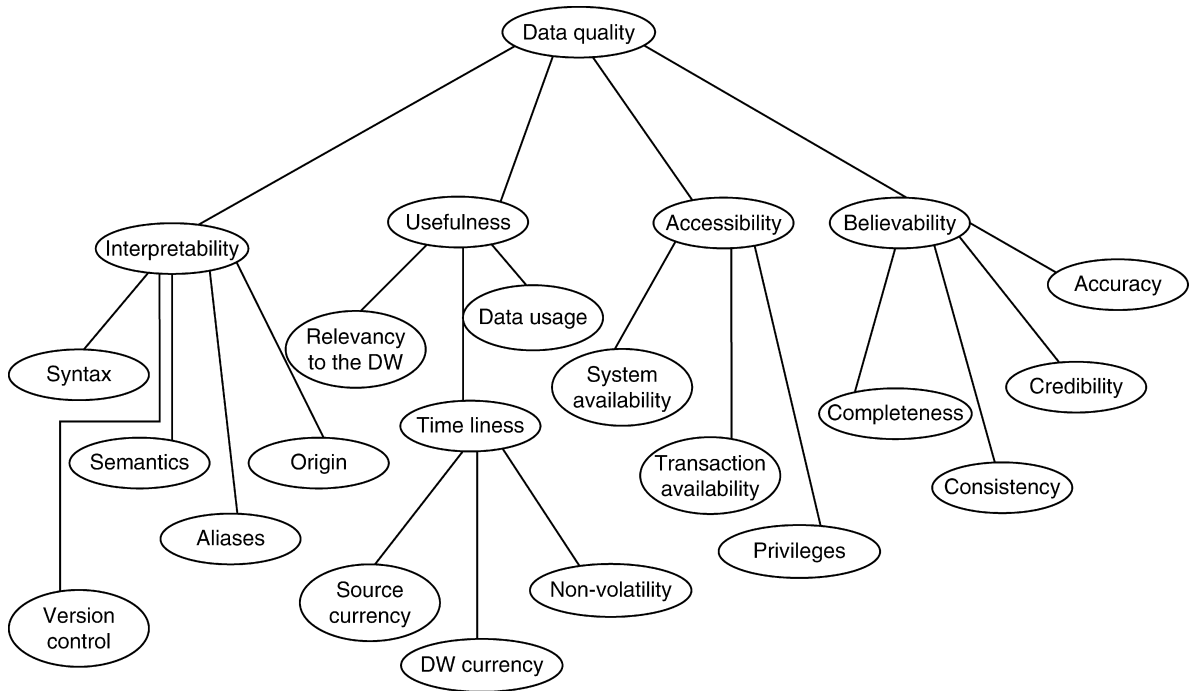 Data quality
Interpretability
Usefulness
Accessibility
Believability
Accuracy
Syntax
Relevancy
to the DW
Data usage
System
availability
Completeness
Credibility
Time liness
Semantics
Origin
Transaction
availability
Consistency
Aliases
Privileges
Source
currency
Non-volatility
Version
control
DW currency